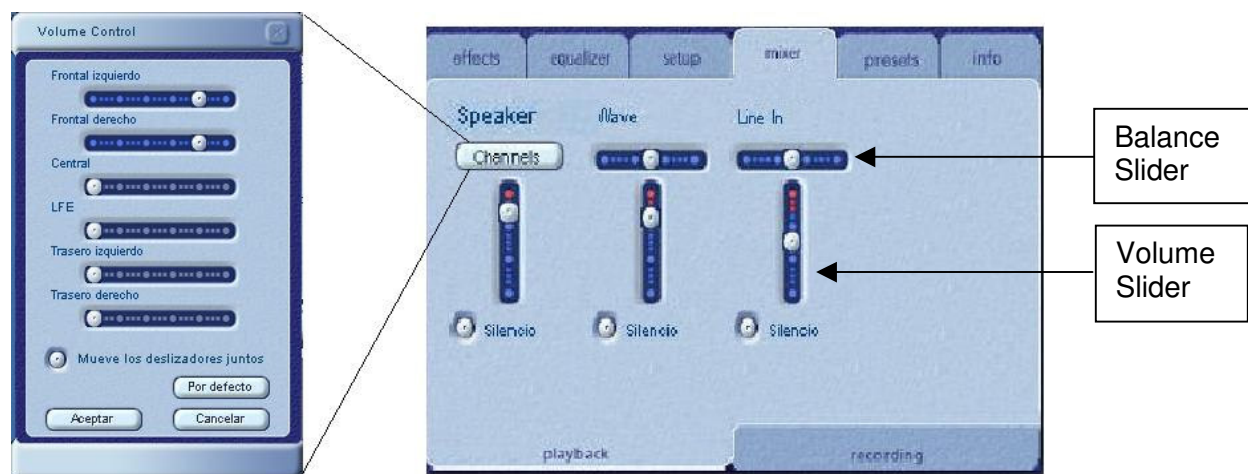 Volume Control
Frontal izquierdo
Frontal derecho
Central
LFE
Trasero izquierdo
Trasero derecho
Mueve los deslizadores juntos
Por defecto
Aceptar
Cancelar
effects
equalizer
setup
mixer
presets
info
Speaker
Wave
Line In
Channels
Silencio
Silencio
Silencio
playback
recording
Balance
Slider
Volume
Slider